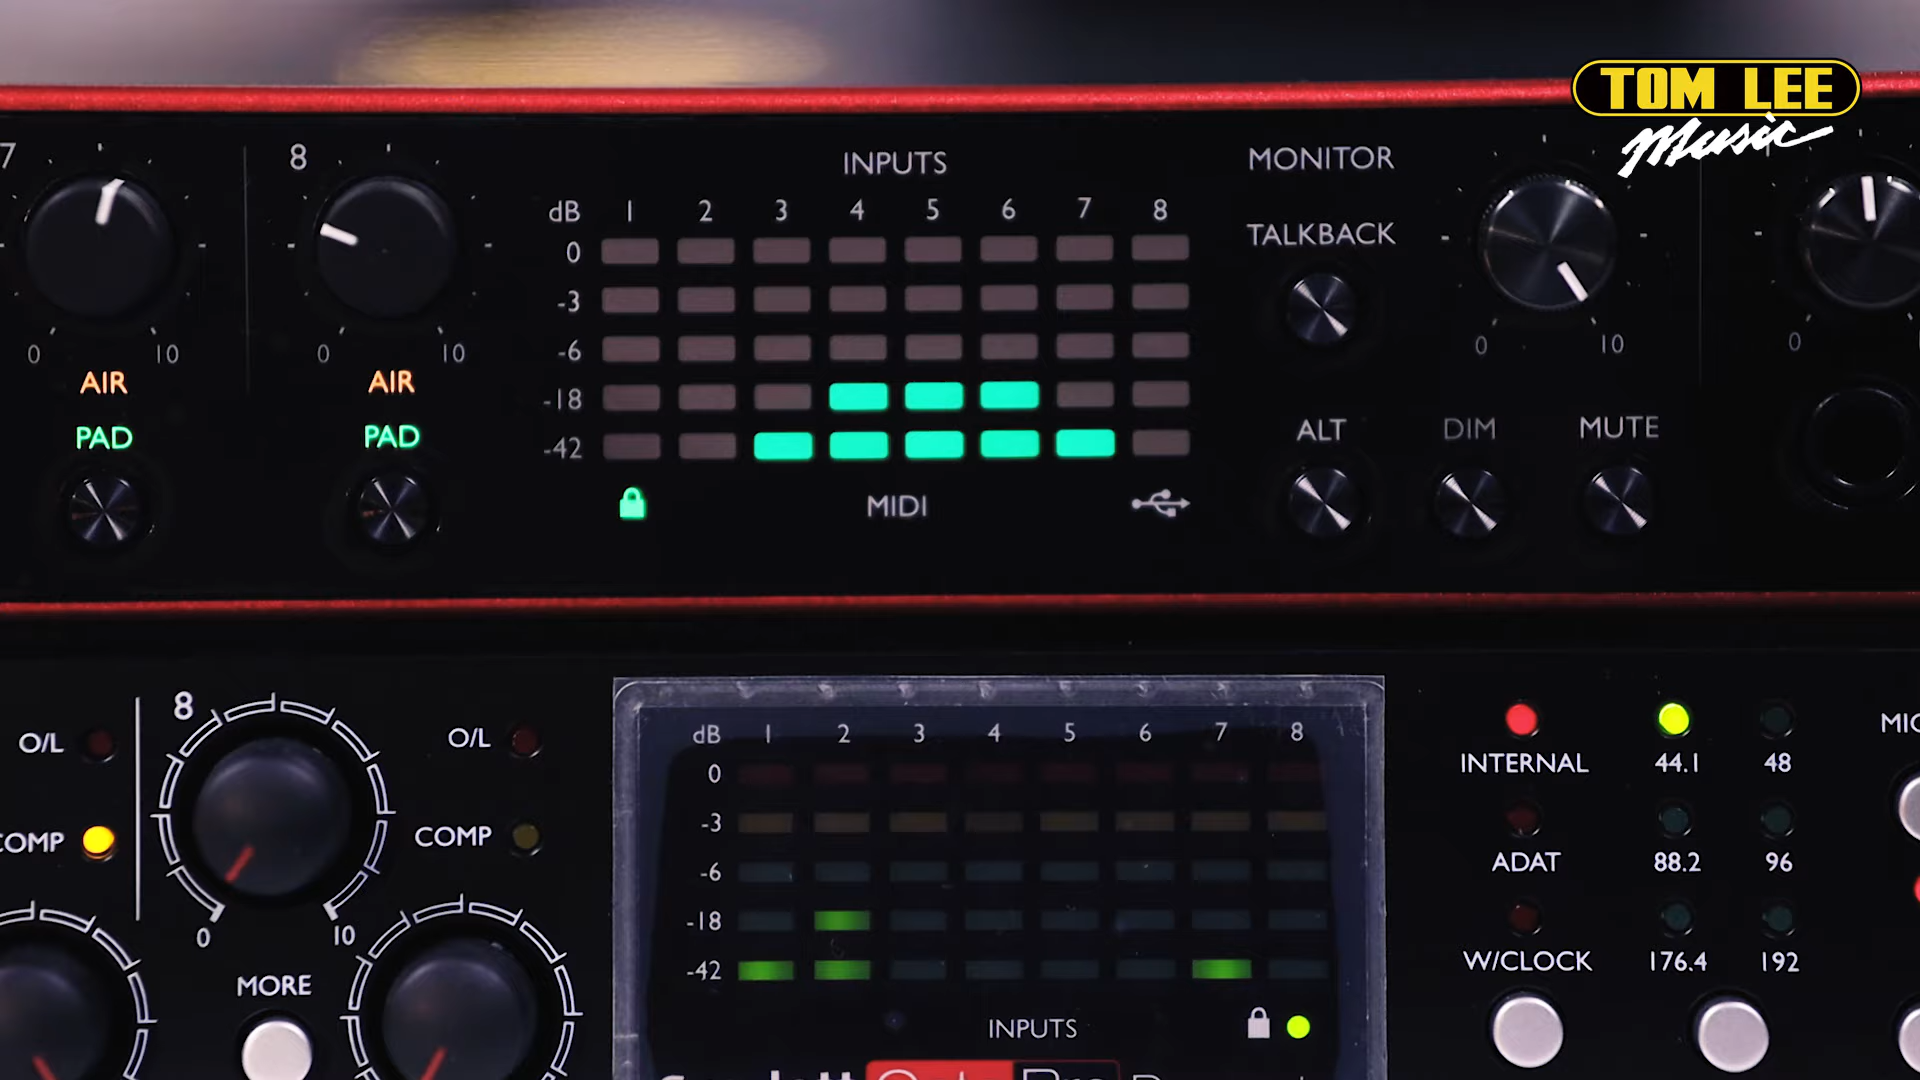 TOM LEE
Music
7
8
INPUTS
MONITOR
dB 1 2 3 4 5 6 7 8
TALKBACK
0
-3
-6
-18
-42
0 10
0 10
0 10
0
AIR
AIR
PAD
PAD
ALT DIM MUTE
MIDI
8
O/L
O/L
COMP
COMP
0 10
MORE
dB 1 2 3 4 5 6 7 8
0
-3
-6
-18
-42
INPUTS
INTERNAL 44.1 48
ADAT 88.2 96
W/CLOCK 176.4 192